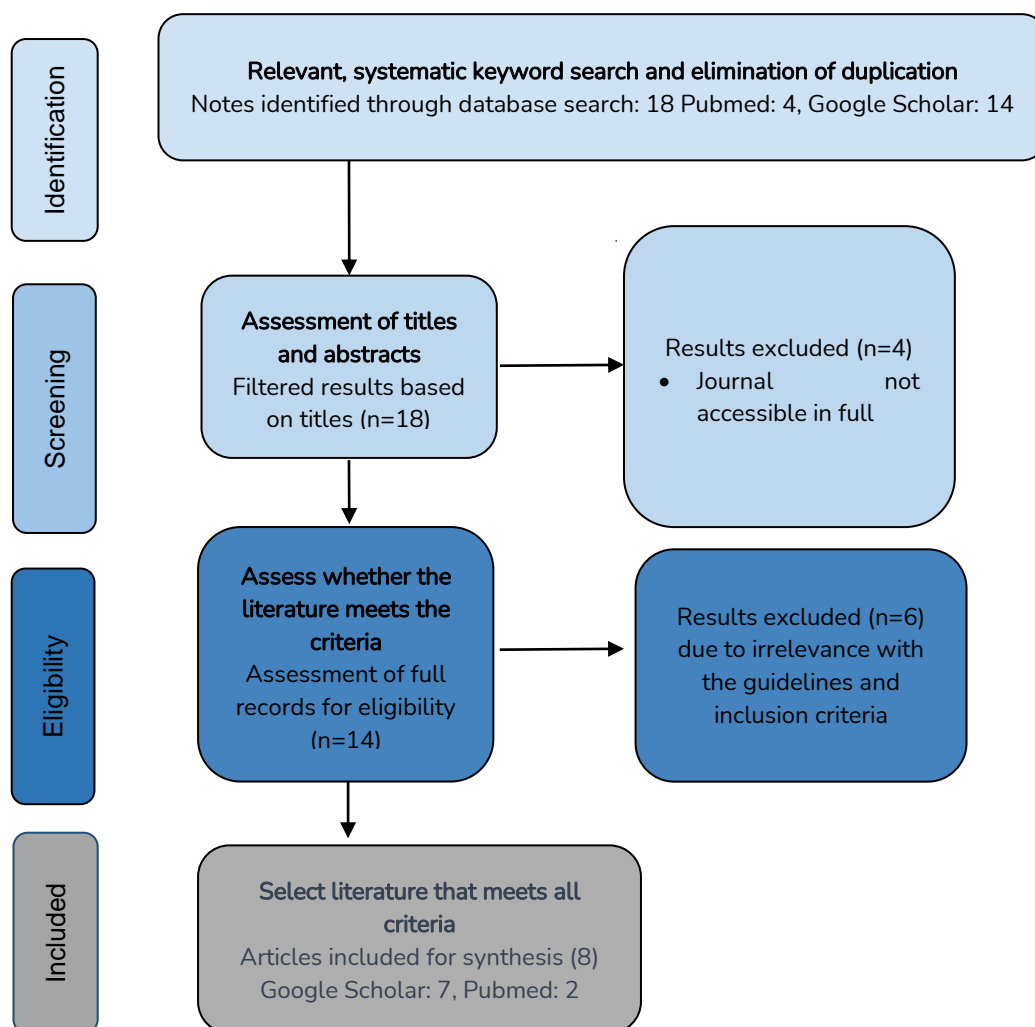 Identification
Relevant, systematic keyword search and elimination of duplication
Notes identified through database search: 18 Pubmed: 4, Google Scholar: 14
Screening
Assessment of titles
and abstracts
Filtered results based
on titles (n=18)
Results excluded (n=4)
• Journal not
accessible in full
Eligibility
Assess whether the
literature meets the
criteria
Assessment of full
records for eligibility
(n=14)
Results excluded (n=6)
due to irrelevance with
the guidelines and
inclusion criteria
Included
Select literature that meets all
criteria
Articles included for synthesis (8)
Google Scholar: 7, Pubmed: 2